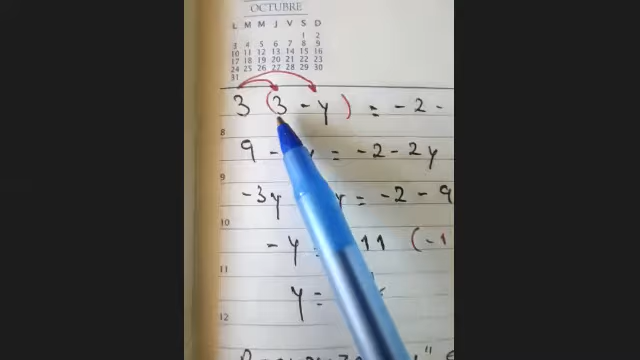 OCTUBRE
L M M J V S D
1 2
3 4 5 6 7 8 9
10 11 12 13 14 15 16
17 18 19 20 21 22 23
24 25 26 27 28 29 30
31
3 (3 - y) = -2 -
8
9 - = -2 - 2y
9
-3y y = -2 - 9
10
-y = 11 (-1
11
y =
12